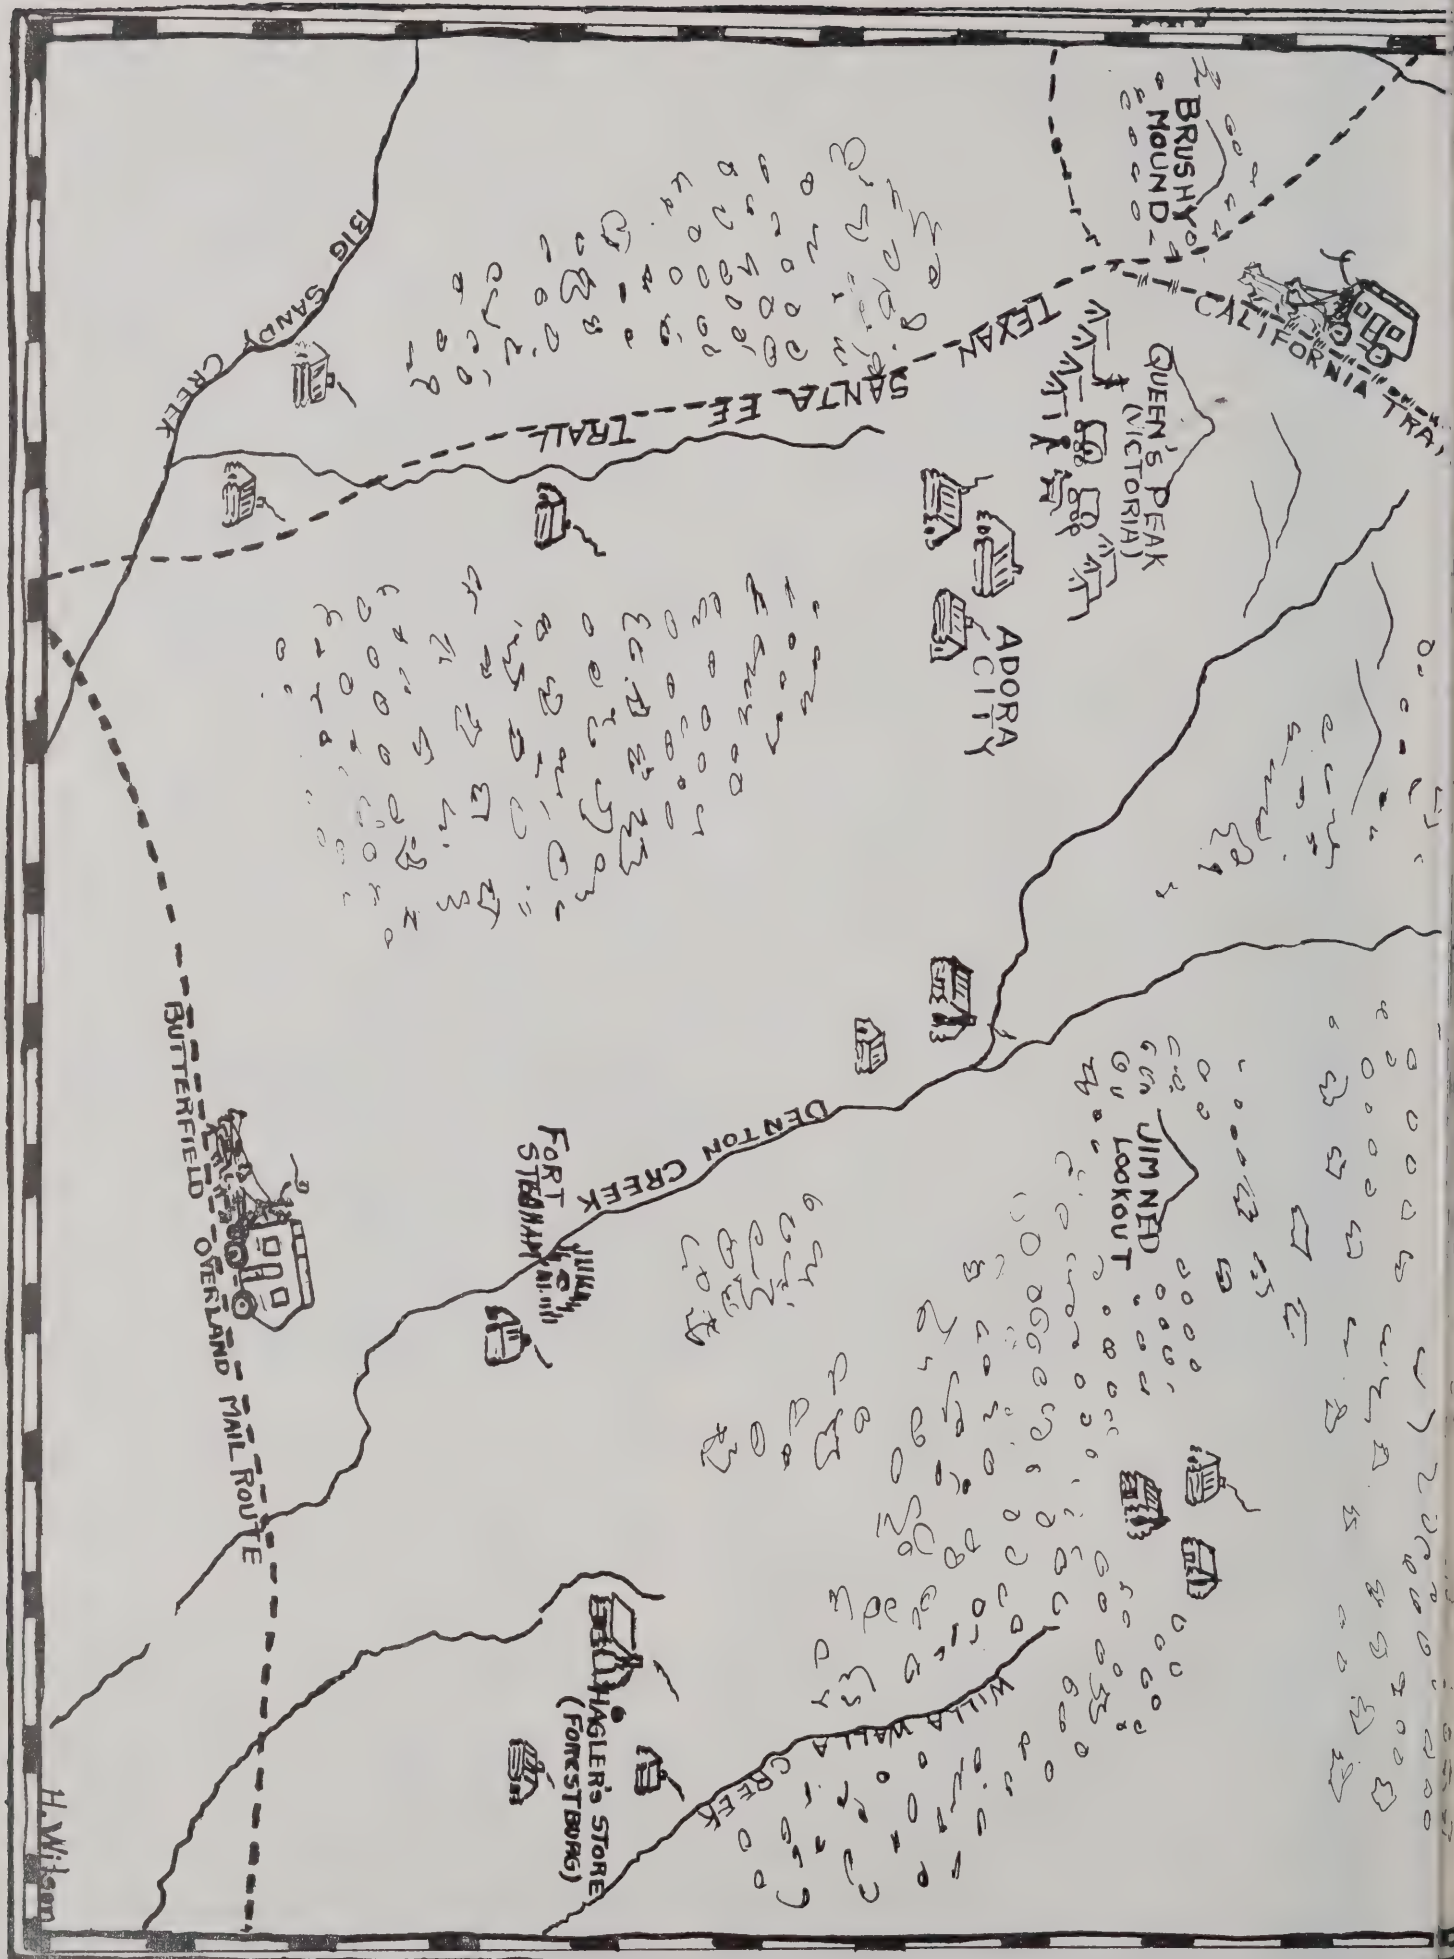 BRUSHY
MOUND
CALIFORNIA TRA
QUEEN'S PEAK
(VICTORIA)
TEXAN SANTA FE TRAIL
ADORA
CITY
BIG SANDY CREEK
JIM NED
LOOKOUT
DENTON CREEK
FORT
BUTTERFIELD OVERLAND MAIL ROUTE
WILLA WALLA CREEK
HAGLER'S STORE
(FORESTBURG)
H. Wilson